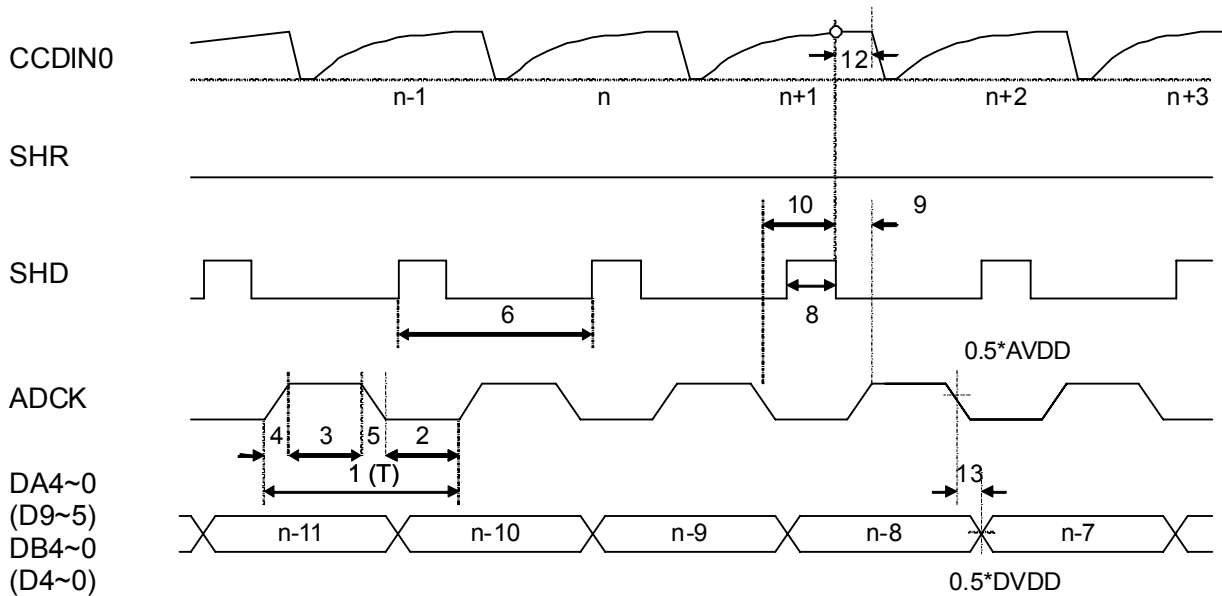 CCDIN0
12
n-1 n n+1 n+2 n+3
SHR
10 9
SHD
6 8
0.5*AVDD
ADCK
4 3 5 2
1 (T)
13
DA4~0
(D9~5)
DB4~0
(D4~0)
n-11 n-10 n-9 n-8 n-7
0.5*DVDD